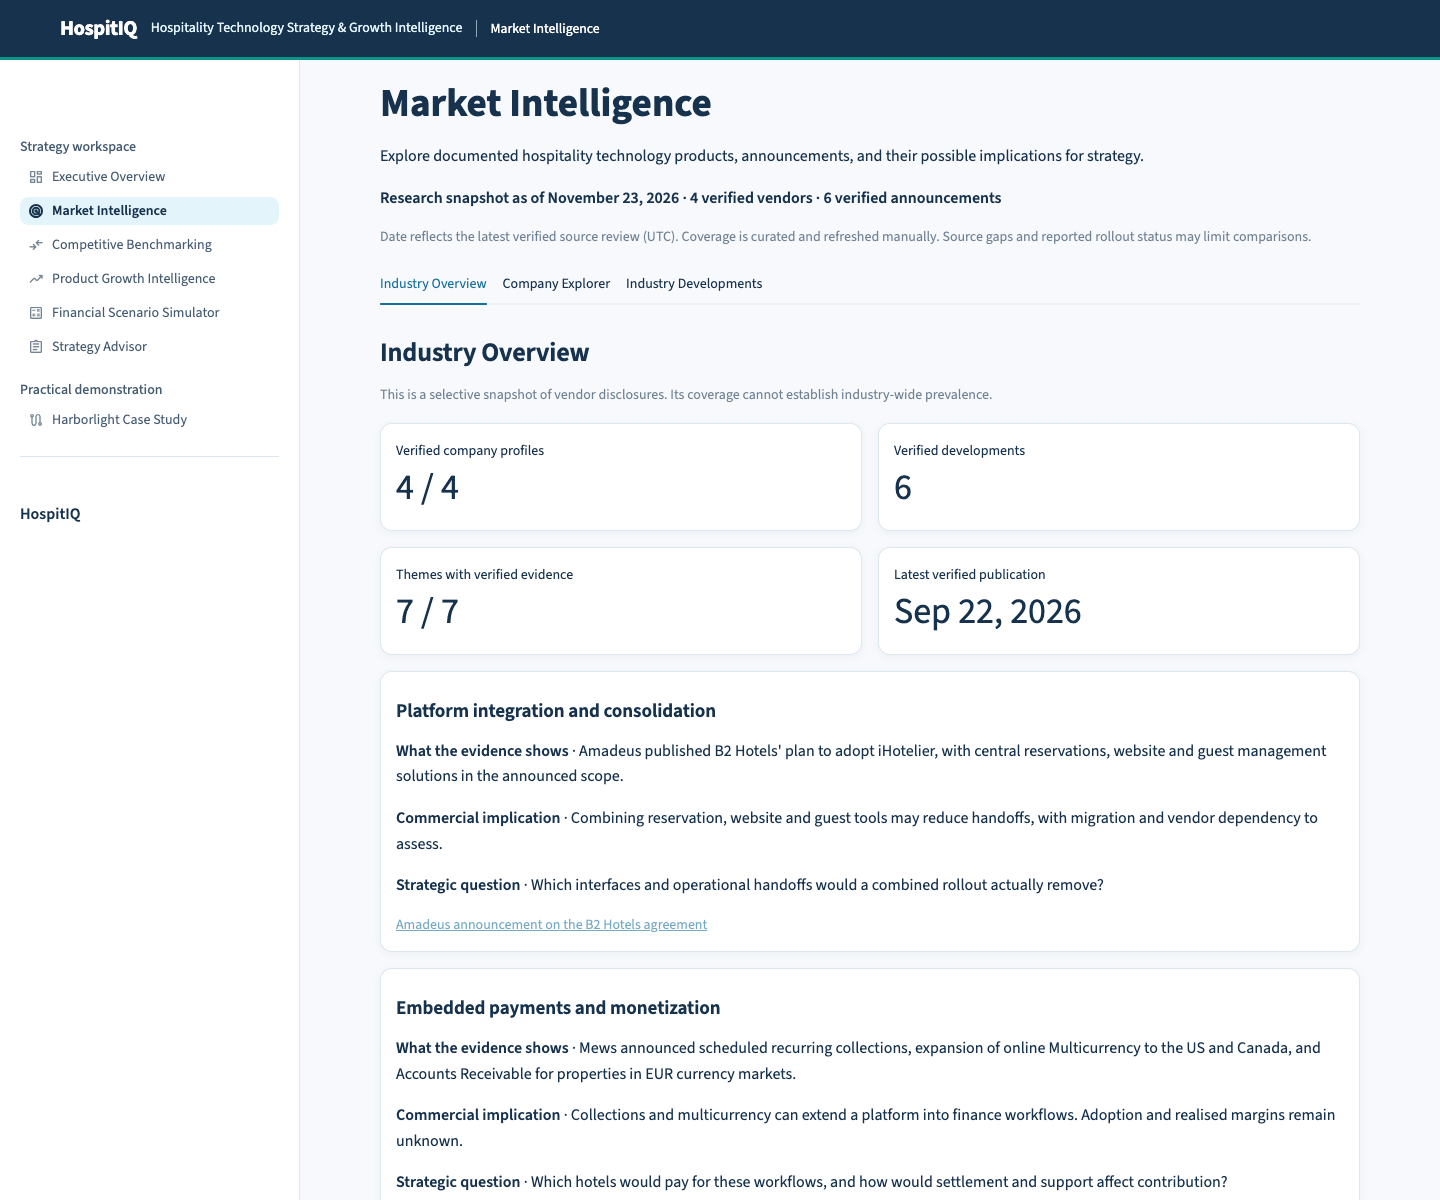 HospitIQ Hospitality Technology Strategy & Growth Intelligence Market Intelligence
Strategy workspace
Executive Overview
Market Intelligence
Competitive Benchmarking
Product Growth Intelligence
Financial Scenario Simulator
Strategy Advisor
Practical demonstration
Harborlight Case Study
HospitIQ
Market Intelligence
Explore documented hospitality technology products, announcements, and their possible implications for strategy.
Research snapshot as of November 23, 2026 · 4 verified vendors · 6 verified announcements
Date reflects the latest verified source review (UTC). Coverage is curated and refreshed manually. Source gaps and reported rollout status may limit comparisons.
Industry Overview Company Explorer Industry Developments
Industry Overview
This is a selective snapshot of vendor disclosures. Its coverage cannot establish industry-wide prevalence.
Verified company profiles
4 / 4
Verified developments
6
Themes with verified evidence
7 / 7
Latest verified publication
Sep 22, 2026
Platform integration and consolidation
What the evidence shows · Amadeus published B2 Hotels' plan to adopt iHotelier, with central reservations, website and guest management
solutions in the announced scope.
Commercial implication · Combining reservation, website and guest tools may reduce handoffs, with migration and vendor dependency to
assess.
Strategic question · Which interfaces and operational handoffs would a combined rollout actually remove?
Amadeus announcement on the B2 Hotels agreement
Embedded payments and monetization
What the evidence shows · Mews announced scheduled recurring collections, expansion of online Multicurrency to the US and Canada, and
Accounts Receivable for properties in EUR currency markets.
Commercial implication · Collections and multicurrency can extend a platform into finance workflows. Adoption and realised margins remain
unknown.
Strategic question · Which hotels would pay for these workflows, and how would settlement and support affect contribution?